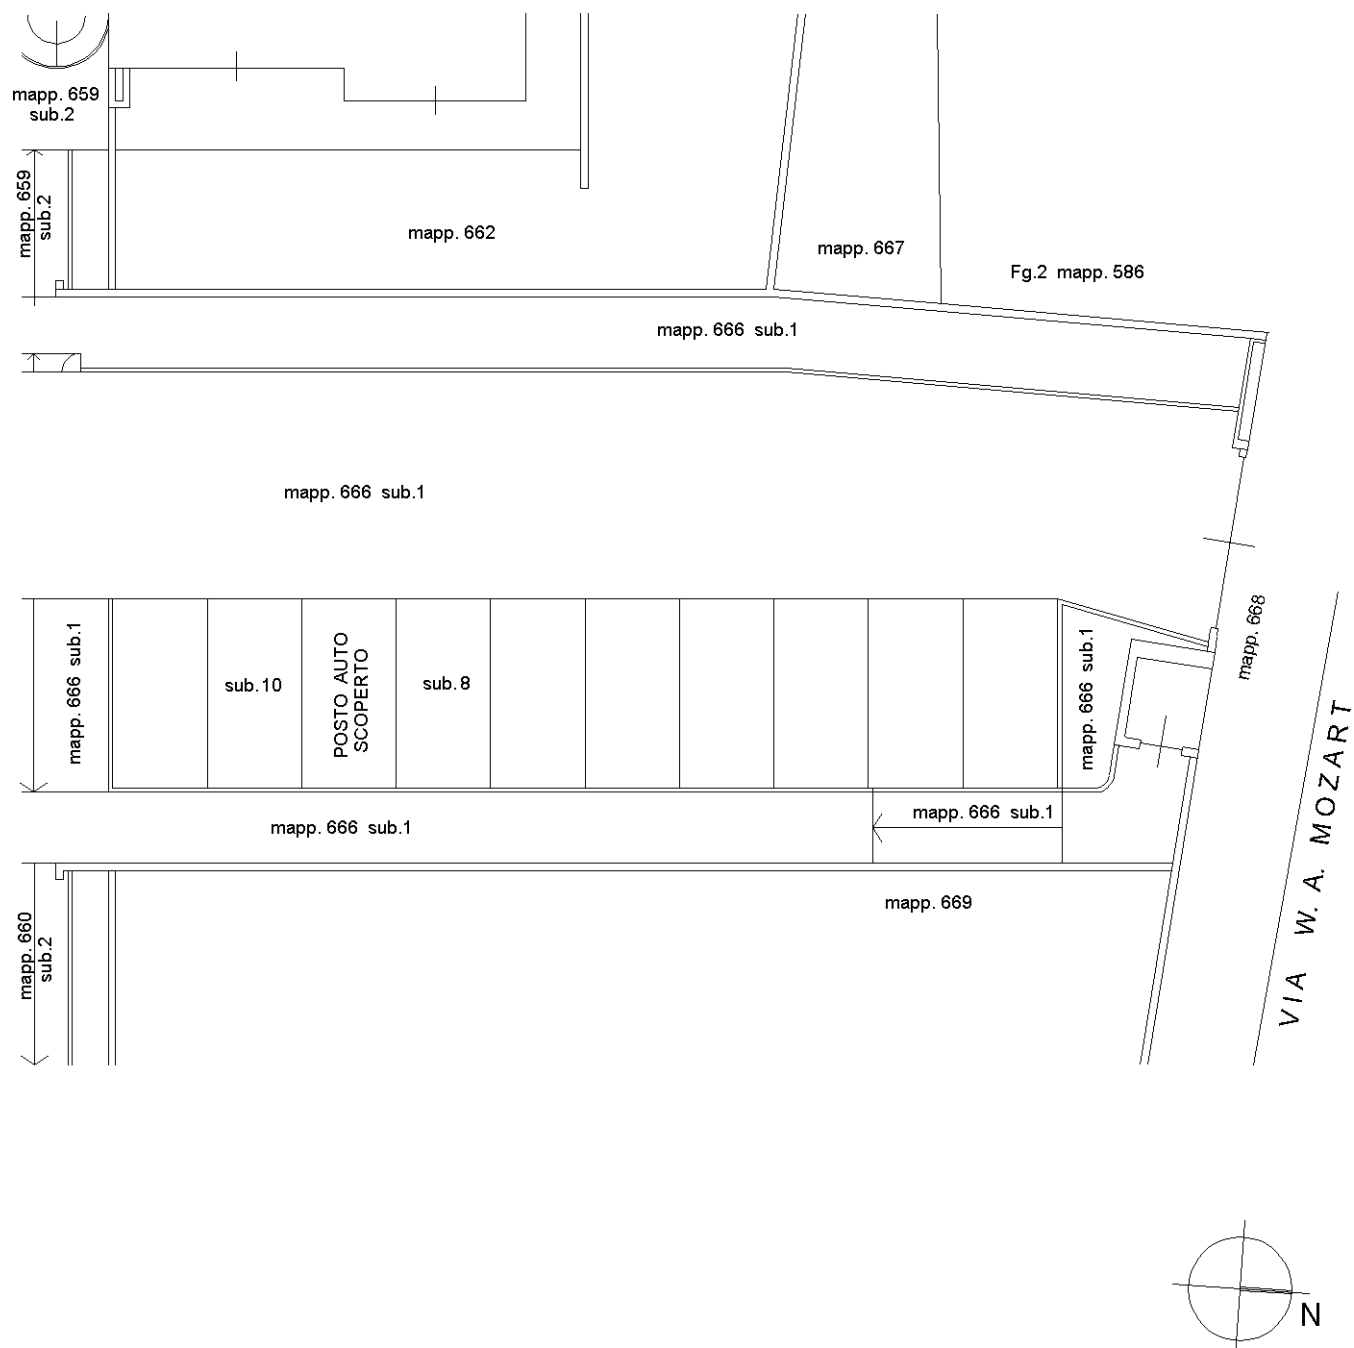 mapp. 659
sub.2
mapp. 659
sub.2
mapp. 662
mapp. 667
Fg.2 mapp. 586
mapp. 666 sub.1
mapp. 666 sub.1
mapp. 668
mapp. 666 sub.1
sub.10
POSTO AUTO
SCOPERTO
sub.8
mapp. 666 sub.1
VIA W. A. MOZART
mapp. 666 sub.1
mapp. 666 sub.1
mapp. 669
mapp. 660
sub.2
N